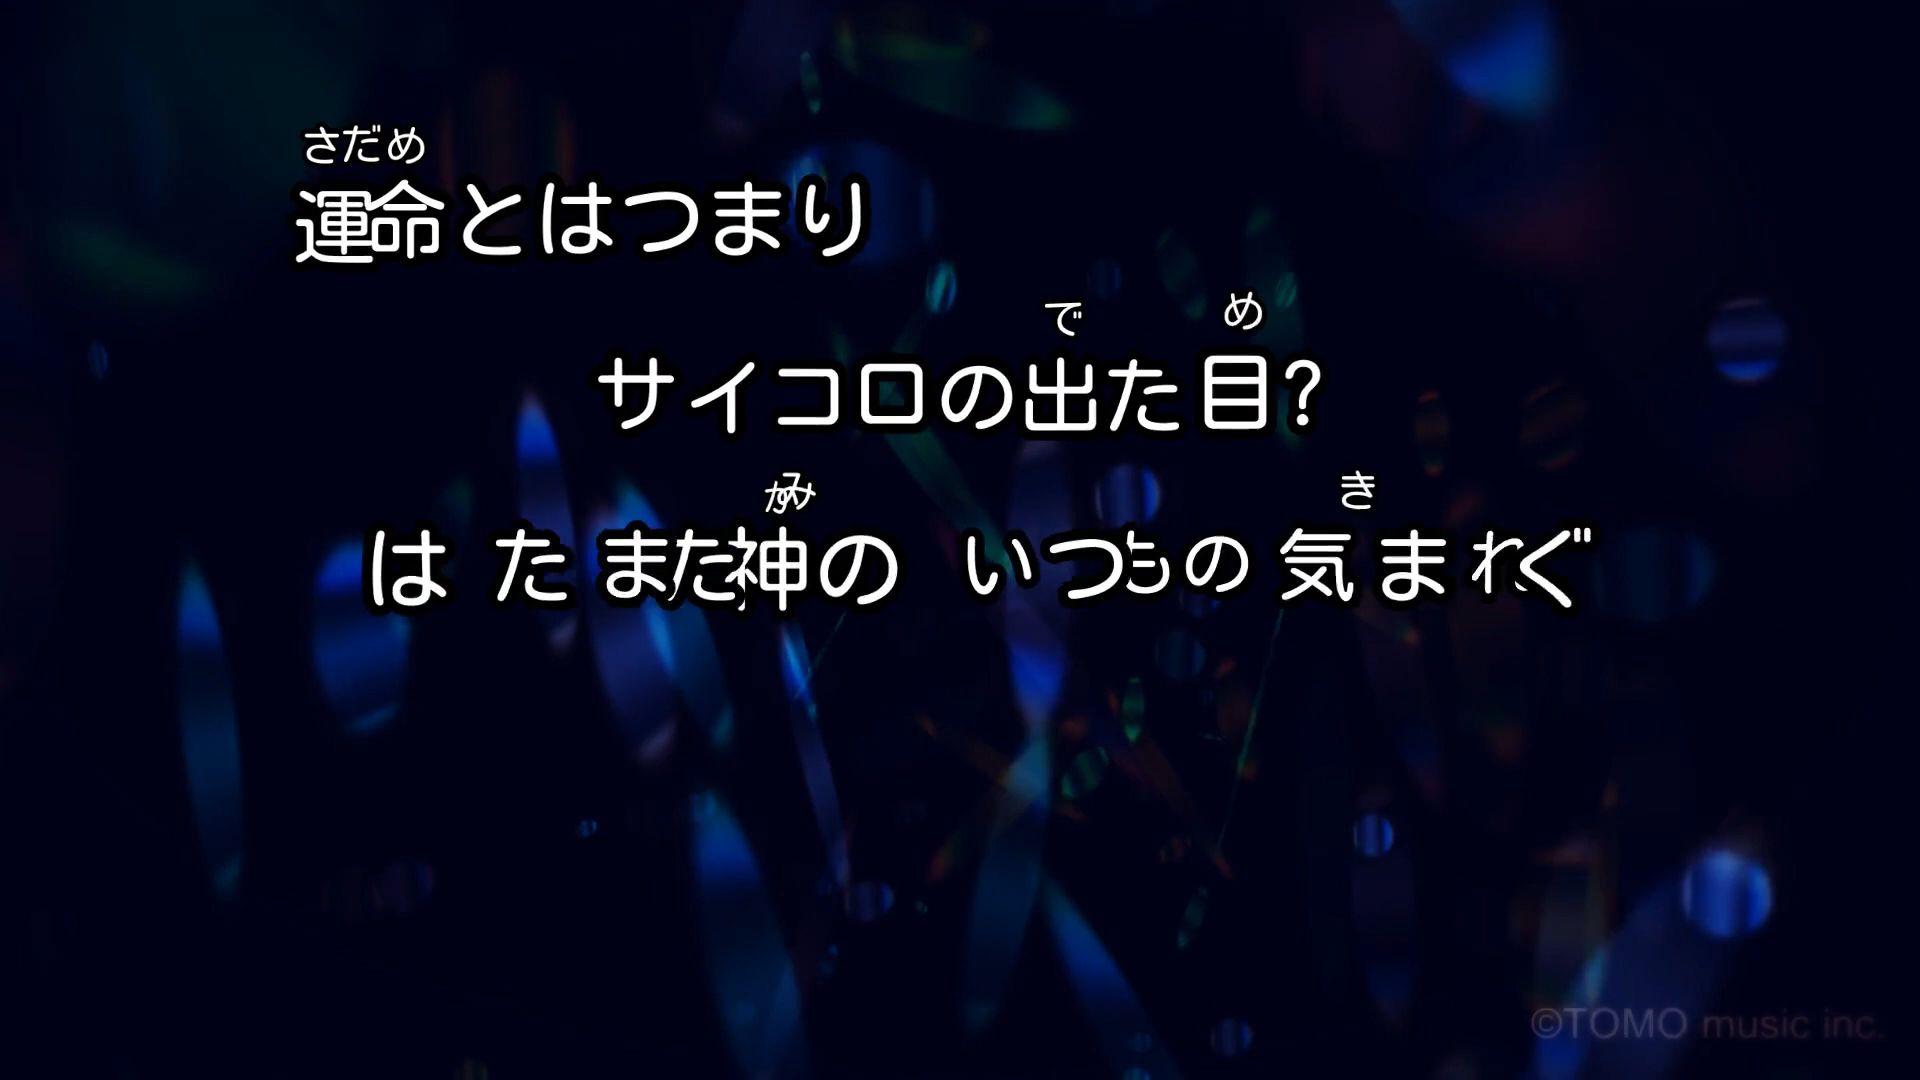 さだめ
運命とはつまり
で め
サイコロの出た目?
かみ き
はたまた神の いつもの気まぐれ
©TOMO music inc.